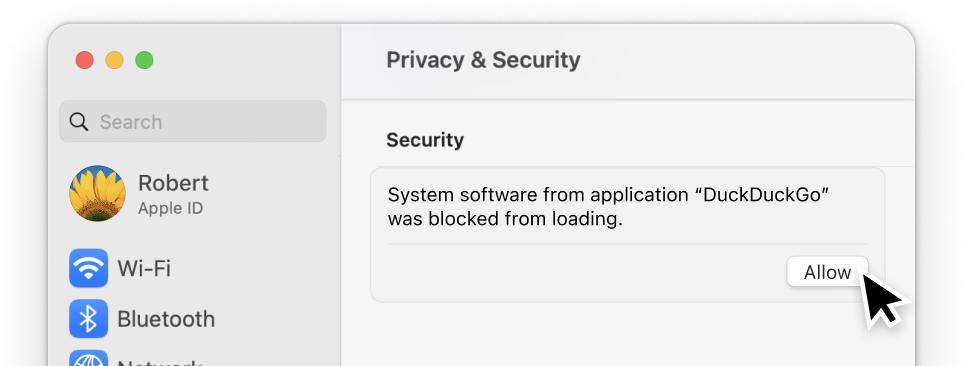 Privacy & Security
Search
Robert
Apple ID
Wi-Fi
Bluetooth
Network
Security
System software from application “DuckDuckGo”
was blocked from loading.
Allow